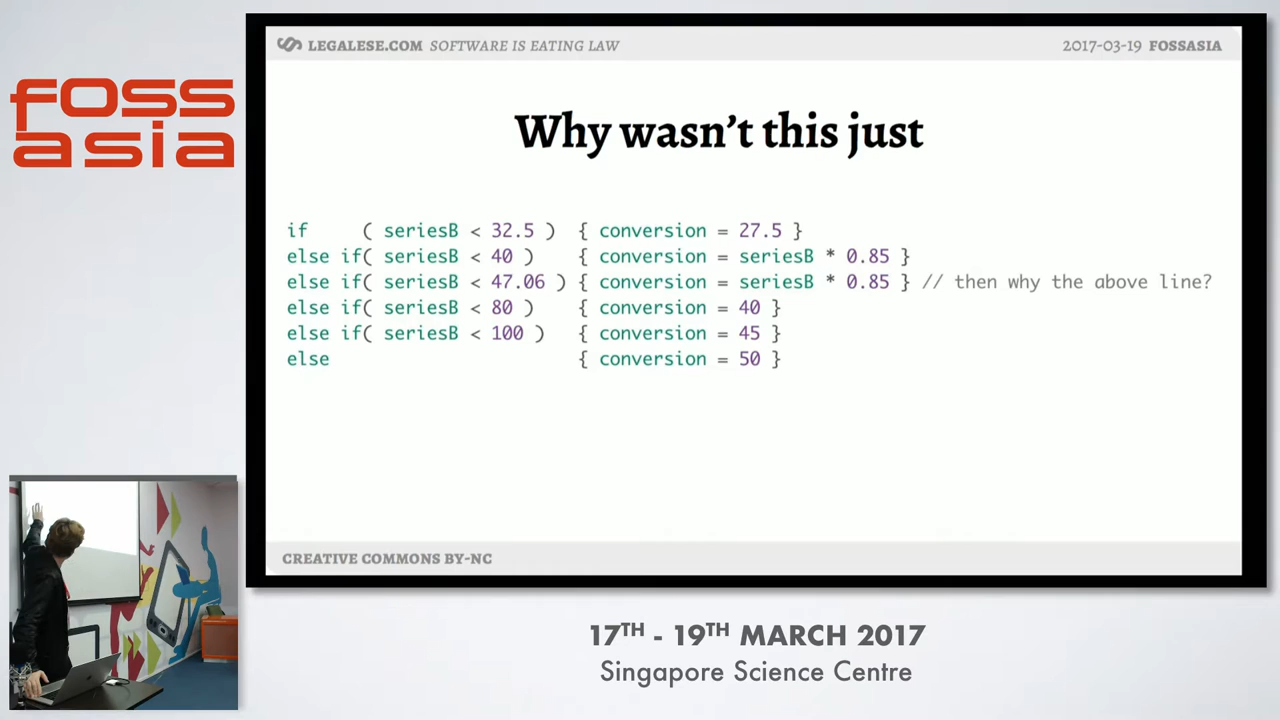 foss
asia
LEGALESE.COM SOFTWARE IS EATING LAW
2017-03-19 FOSSASIA
Why wasn't this just
if ( seriesB < 32.5 ) { conversion = 27.5 }
else if( seriesB < 40 ) { conversion = seriesB * 0.85 }
else if( seriesB < 47.06 ) { conversion = seriesB * 0.85 } // then why the above line?
else if( seriesB < 80 ) { conversion = 40 }
else if( seriesB < 100 ) { conversion = 45 }
else { conversion = 50 }
CREATIVE COMMONS BY-NC
17TH - 19TH MARCH 2017
Singapore Science Centre